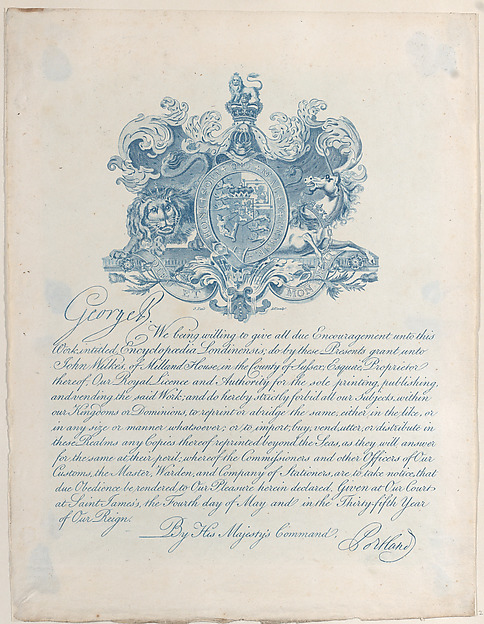 George R
We being willing to give all due Encouragement unto this
Work, entitled Encyclopædia Londinensis; do by these Presents grant unto
John Wilkes, of Milland House, in the County of Sussex, Esquire, Proprietor
thereof, Our Royal Licence and Authority for the sole printing, publishing,
and vending the said Work; and do hereby strictly forbid all our Subjects, within
our Kingdoms or Dominions, to reprint or abridge the same, either in the like, or
in any size or manner whatsoever; or to import, buy, vend, utter, or distribute in
these Realms any Copies thereof reprinted beyond the Seas, as they will answer
for the same at their peril; whereof the Commissioners and other Officers of Our
Customs, the Master, Warden, and Company of Stationers, are to take notice, that
due Obedience be rendered to Our Pleasure herein declared. Given at Our Court
at Saint James's, the Fourth day of May and in the Thirty-fifth Year
of Our Reign.
By His Majesty's Command.
Portland